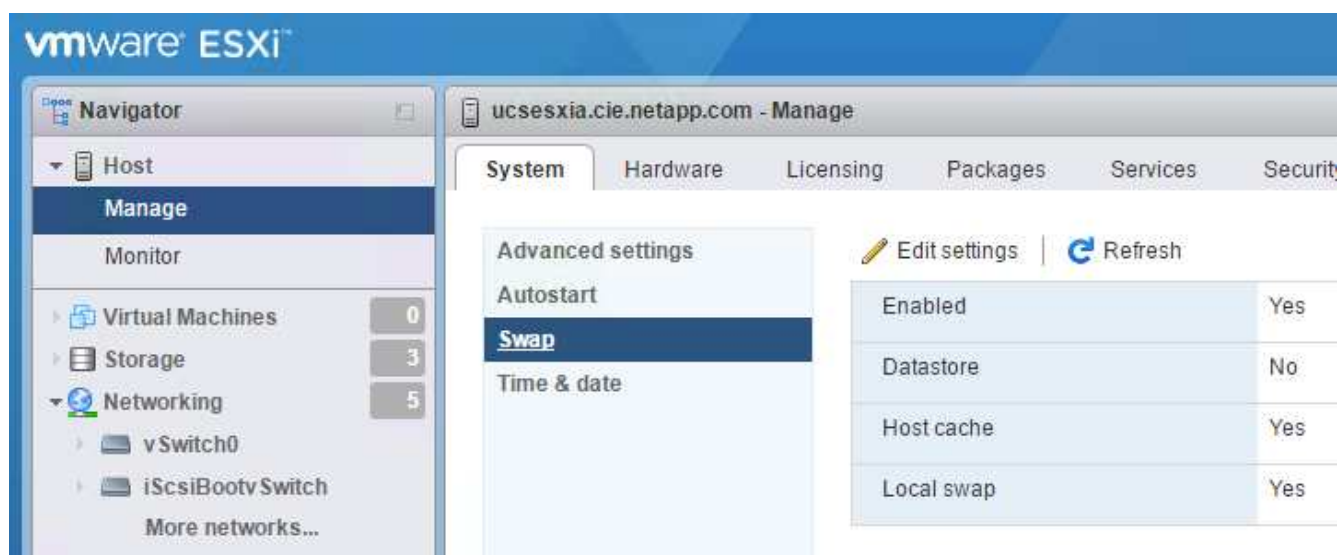 vmware ESXi™
Navigator
Host
Manage
Monitor
Virtual Machines 0
Storage 3
Networking 5
vSwitch0
iScsiBootvSwitch
More networks...
ucsesxia.cie.netapp.com - Manage
System Hardware Licensing Packages Services Security
Advanced settings
Autostart
Swap
Time & date
Edit settings | Refresh
Enabled Yes
Datastore No
Host cache Yes
Local swap Yes